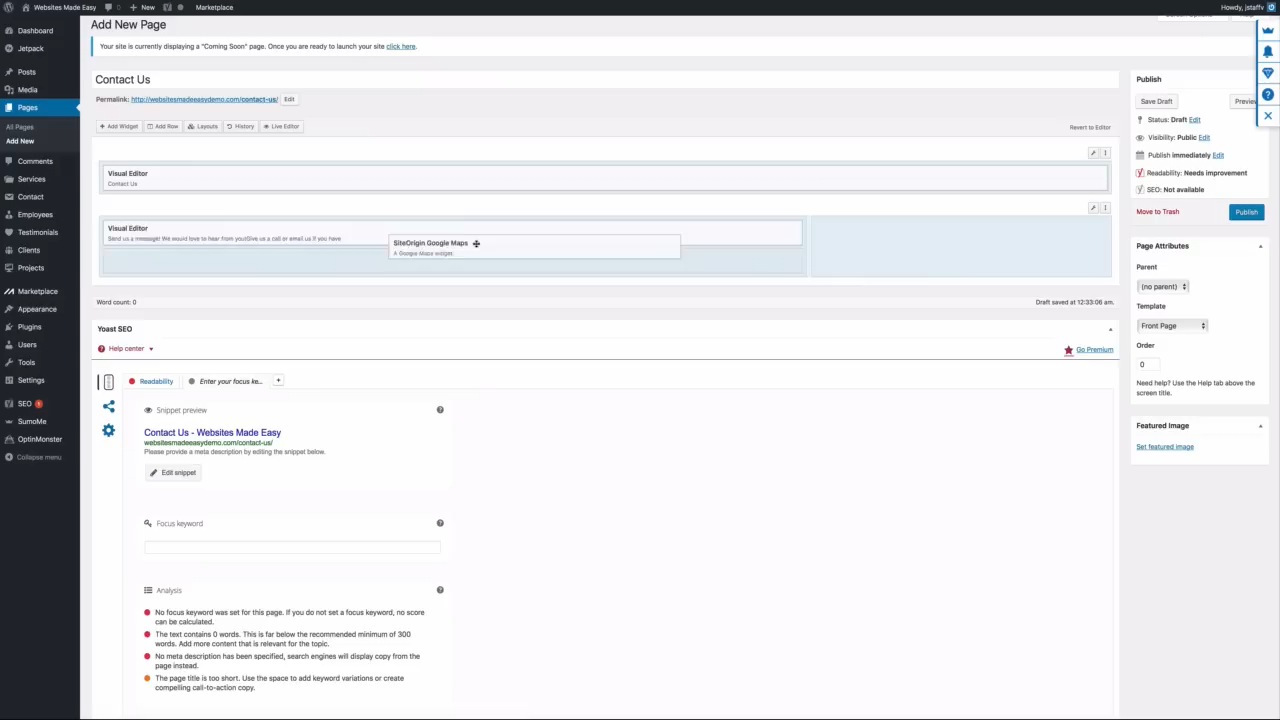 Websites Made Easy
0
New
Marketplace
Howdy, jstaffv
Dashboard
Jetpack
Posts
Media
Pages
All Pages
Add New
Comments
Services
Contact
Employees
Testimonials
Clients
Projects
Marketplace
Appearance
Plugins
Users
Tools
Settings
SEO 1
SumoMe
OptinMonster
Collapse menu
Add New Page
Your site is currently displaying a "Coming Soon" page. Once you are ready to launch your site click here.
Contact Us
Permalink: http://websitesmadeeasydemo.com/contact-us/ Edit
Add Widget Add Row Layouts History Live Editor Revert to Editor
Visual Editor
Contact Us
Visual Editor
Send us a message! We would love to hear from you!Give us a call or email us if you have
SiteOrigin Google Maps
A Google Maps widget.
Word count: 0 Draft saved at 12:33:06 am.
Yoast SEO
Help center Go Premium
Readability Enter your focus ke... +
Snippet preview
Contact Us - Websites Made Easy
websitesmadeeasydemo.com/contact-us/
Please provide a meta description by editing the snippet below.
Edit snippet
Focus keyword
Analysis
No focus keyword was set for this page. If you do not set a focus keyword, no score
can be calculated.
The text contains 0 words. This is far below the recommended minimum of 300
words. Add more content that is relevant for the topic.
No meta description has been specified, search engines will display copy from the
page instead.
The page title is too short. Use the space to add keyword variations or create
compelling call-to-action copy.
Publish
Save Draft Preview
Status: Draft Edit
Visibility: Public Edit
Publish immediately Edit
Readability: Needs improvement
SEO: Not available
Move to Trash Publish
Page Attributes
Parent
(no parent)
Template
Front Page
Order
0
Need help? Use the Help tab above the
screen title.
Featured Image
Set featured image